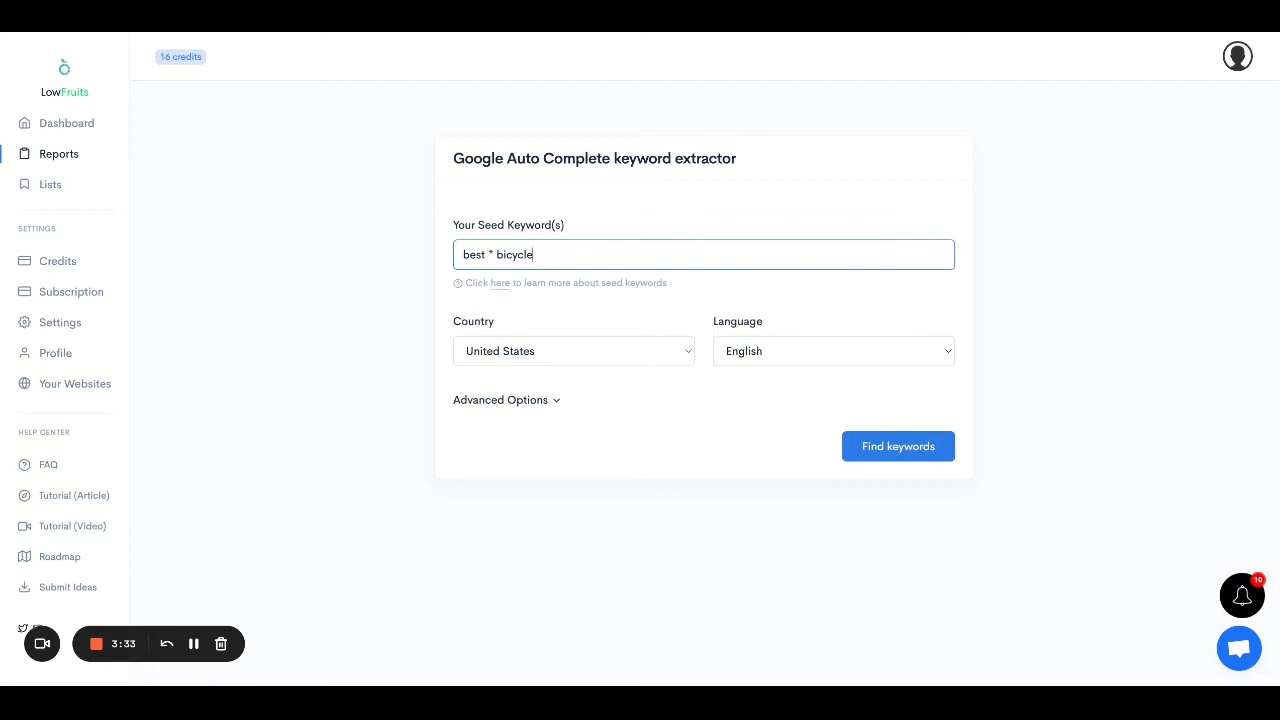 16 credits
LowFruits
Dashboard
Reports
Lists
SETTINGS
Credits
Subscription
Settings
Profile
Your Websites
HELP CENTER
FAQ
Tutorial (Article)
Tutorial (Video)
Roadmap
Submit Ideas
Google Auto Complete keyword extractor
Your Seed Keyword(s)
best * bicycle
Click here to learn more about seed keywords
Country
Language
United States
English
Advanced Options
Find keywords
10
3:33